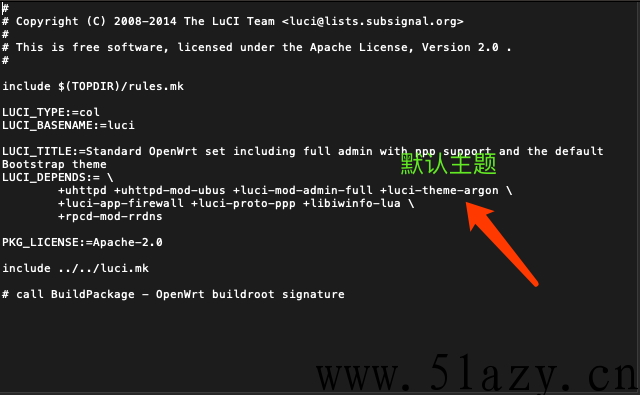 #
# Copyright (C) 2008-2014 The LuCI Team <luci@lists.subsignal.org>
#
# This is free software, licensed under the Apache License, Version 2.0 .
#
include $(TOPDIR)/rules.mk
LUCI_TYPE:=col
LUCI_BASENAME:=luci
LUCI_TITLE:=Standard OpenWrt set including full admin with ppp support and the default
Bootstrap theme
默认主题
LUCI_DEPENDS:= \
+uhttpd +uhttpd-mod-ubus +luci-mod-admin-full +luci-theme-argon \
+luci-app-firewall +luci-proto-ppp +libiwinfo-lua \
+rpcd-mod-rrdns
PKG_LICENSE:=Apache-2.0
include ../../luci.mk
# call BuildPackage - OpenWrt buildroot signature
www.51azy.cn